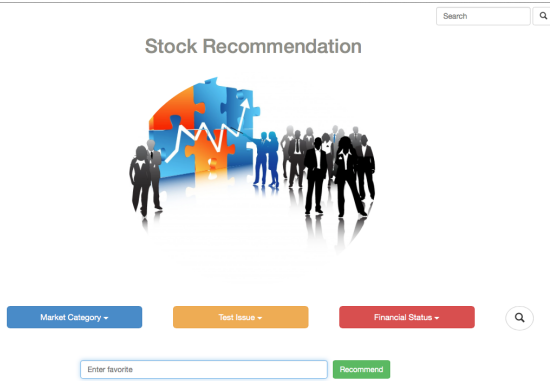 Search
Stock Recommendation
Market Category
Test Issue
Financial Status
Enter favorite
Recommend